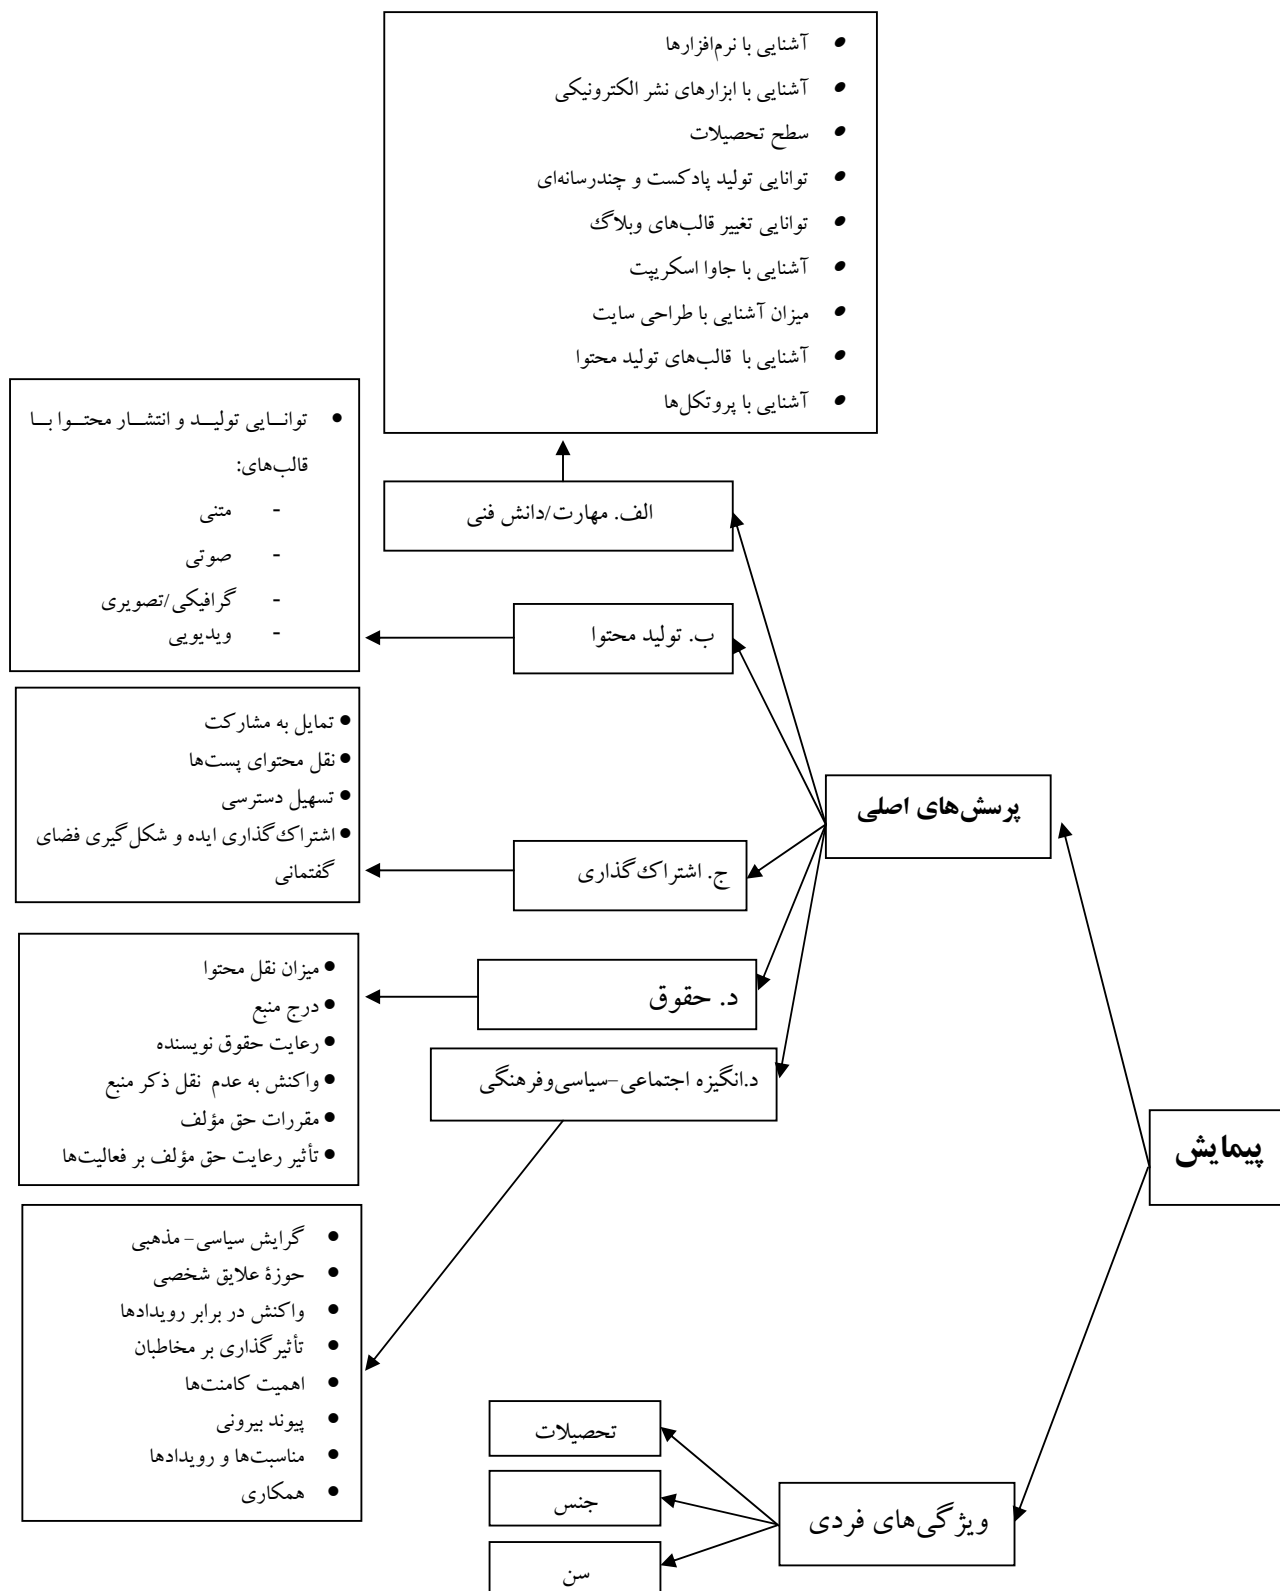 آشنایی با نرم‌افزارها
آشنایی با ابزارهای نشر الکترونیکی
سطح تحصیلات
توانایی تولید پادکست و چندرسانه‌ای
توانایی تغییر قالب‌های وبلاگ
آشنایی با جاوا اسکریپت
میزان آشنایی با طراحی سایت
آشنایی با قالب‌های تولید محتوا
آشنایی با پروتکل‌ها
الف. مهارت/دانش فنی
توانایی تولید و انتشار محتوا با
قالب‌های:
- متنی
- صوتی
- گرافیکی/تصویری
- ویدیویی
ب. تولید محتوا
تمایل به مشارکت
نقل محتوای پست‌ها
تسهیل دسترسی
اشتراک‌گذاری ایده و شکل‌گیری فضای
گفتمانی
ج. اشتراک‌گذاری
پرسش‌های اصلی
میزان نقل محتوا
درج منبع
رعایت حقوق نویسنده
واکنش به عدم نقل ذکر منبع
مقررات حق مؤلف
تأثیر رعایت حق مؤلف بر فعالیت‌ها
د. حقوق
د.انگیزه اجتماعی-سیاسی‌وفرهنگی
پیمایش
گرایش سیاسی- مذهبی
حوزۀ علایق شخصی
واکنش در برابر رویدادها
تأثیرگذاری بر مخاطبان
اهمیت کامنت‌ها
پیوند بیرونی
مناسبت‌ها و رویدادها
همکاری
ویژگی‌های فردی
تحصیلات
جنس
سن